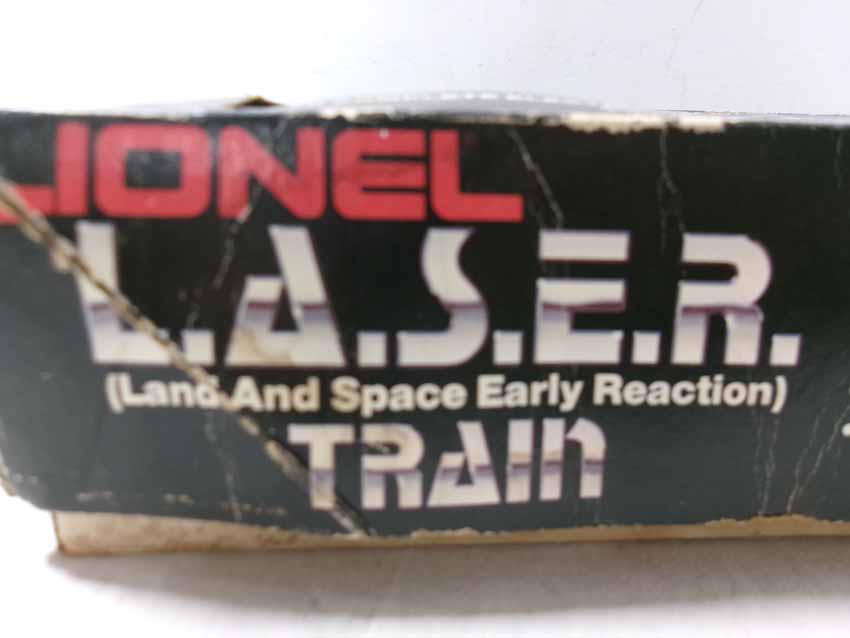 LIONEL
L.A.S.E.R.
(Land And Space Early Reaction)
TRAIN